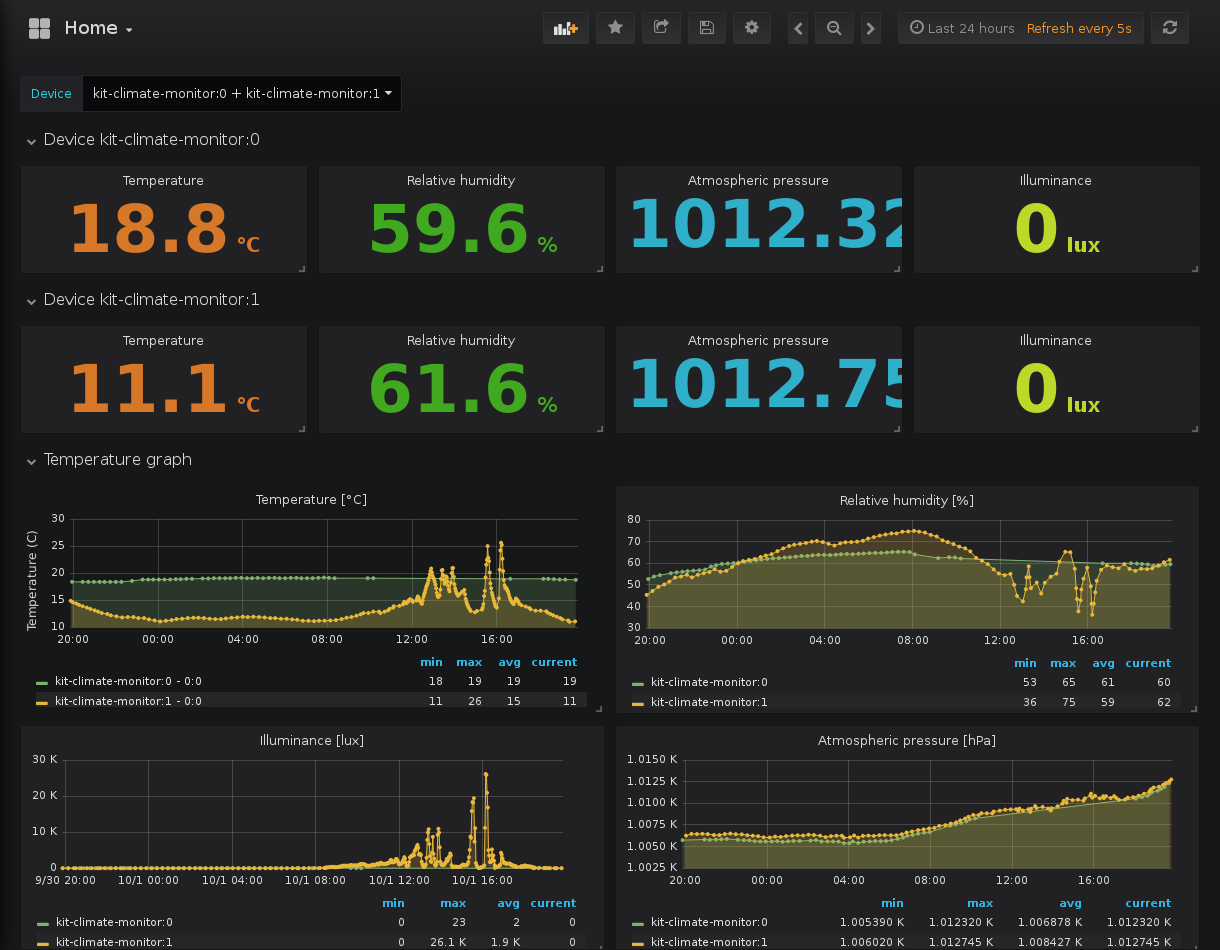 Home
Last 24 hours Refresh every 5s
Device kit-climate-monitor:0 + kit-climate-monitor:1
Device kit-climate-monitor:0
Temperature Relative humidity Atmospheric pressure Illuminance
18.8 °C 59.6 % 1012.32 0 lux
Device kit-climate-monitor:1
Temperature Relative humidity Atmospheric pressure Illuminance
11.1 °C 61.6 % 1012.75 0 lux
Temperature graph
Temperature [°C]
Temperature (C)
30
25
20
15
10
20:00 00:00 04:00 08:00 12:00 16:00
min max avg current
kit-climate-monitor:0 - 0:0 18 19 19 19
kit-climate-monitor:1 - 0:0 11 26 15 11
Relative humidity [%]
80
70
60
50
40
30
20:00 00:00 04:00 08:00 12:00 16:00
min max avg current
kit-climate-monitor:0 53 65 61 60
kit-climate-monitor:1 36 75 59 62
Illuminance [lux]
30 K
20 K
10 K
0
9/30 20:00 10/1 00:00 10/1 04:00 10/1 08:00 10/1 12:00 10/1 16:00
min max avg current
kit-climate-monitor:0 0 23 2 0
kit-climate-monitor:1 0 26.1 K 1.9 K 0
Atmospheric pressure [hPa]
1.0150 K
1.0125 K
1.0100 K
1.0075 K
1.0050 K
1.0025 K
20:00 00:00 04:00 08:00 12:00 16:00
min max avg current
kit-climate-monitor:0 1.005390 K 1.012320 K 1.006878 K 1.012320 K
kit-climate-monitor:1 1.006020 K 1.012745 K 1.008427 K 1.012745 K